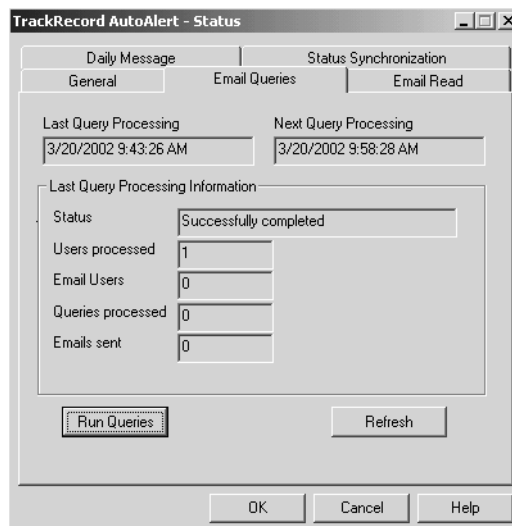 TrackRecord AutoAlert - Status
Daily Message Status Synchronization
General Email Queries Email Read
Last Query Processing Next Query Processing
3/20/2002 9:43:26 AM 3/20/2002 9:58:28 AM
Last Query Processing Information
Status Successfully completed
Users processed 1
Email Users 0
Queries processed 0
Emails sent 0
Run Queries Refresh
OK Cancel Help